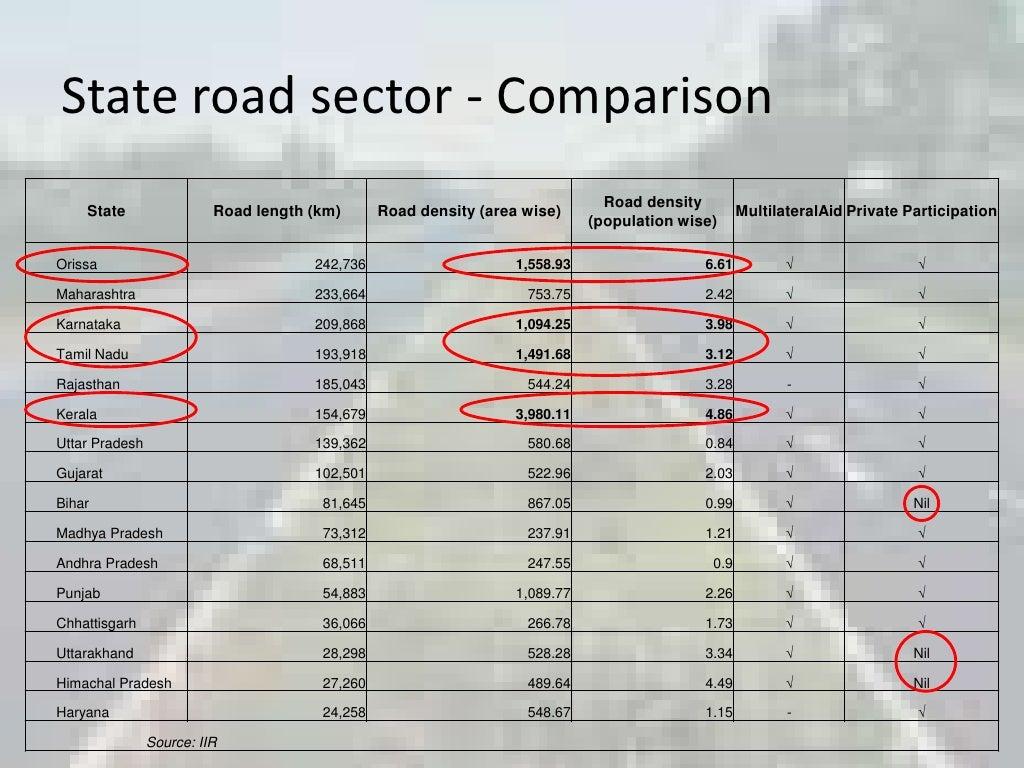 State road sector - Comparison
State Road length (km) Road density (area wise) Road density (population wise) MultilateralAid Private Participation
Orissa 242,736 1,558.93 6.61 √ √
Maharashtra 233,664 753.75 2.42 √ √
Karnataka 209,868 1,094.25 3.98 √ √
Tamil Nadu 193,918 1,491.68 3.12 √ √
Rajasthan 185,043 544.24 3.28 - √
Kerala 154,679 3,980.11 4.86 √ √
Uttar Pradesh 139,362 580.68 0.84 √ √
Gujarat 102,501 522.96 2.03 √ √
Bihar 81,645 867.05 0.99 √ Nil
Madhya Pradesh 73,312 237.91 1.21 √ √
Andhra Pradesh 68,511 247.55 0.9 √ √
Punjab 54,883 1,089.77 2.26 √ √
Chhattisgarh 36,066 266.78 1.73 √ √
Uttarakhand 28,298 528.28 3.34 √ Nil
Himachal Pradesh 27,260 489.64 4.49 √ Nil
Haryana 24,258 548.67 1.15 - √
Source: IIR